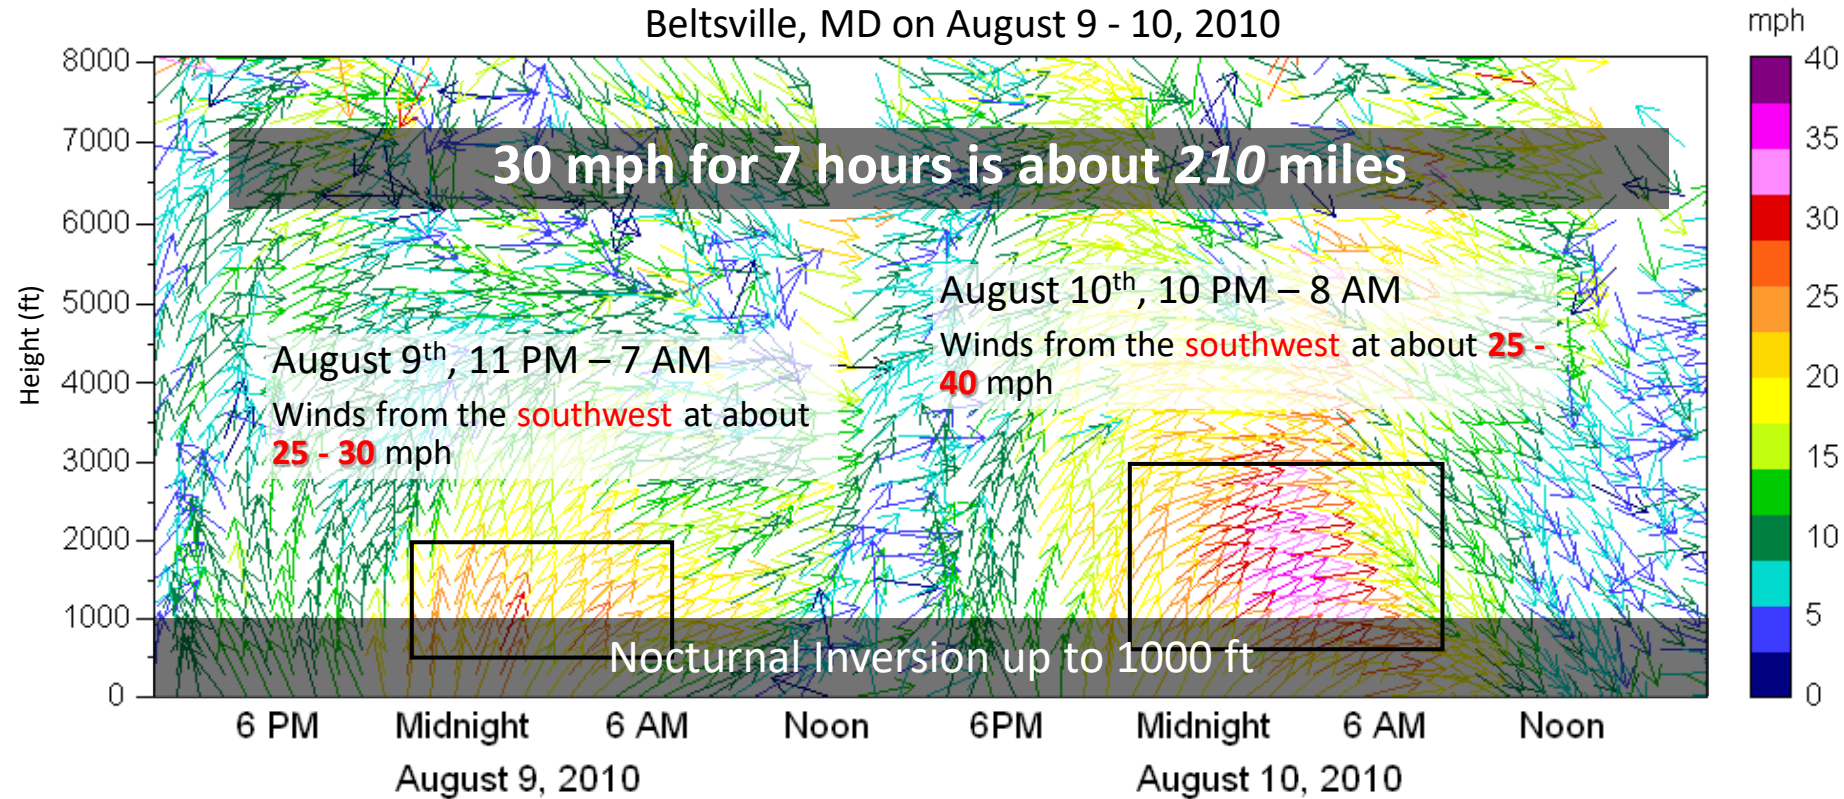 Beltsville, MD on August 9 - 10, 2010
mph
8000
7000
6000
5000
4000
3000
2000
1000
0
Height (ft)
30 mph for 7 hours is about 210 miles
August 9th, 11 PM – 7 AM
Winds from the southwest at about
25 - 30 mph
August 10th, 10 PM – 8 AM
Winds from the southwest at about 25 -
40 mph
Nocturnal Inversion up to 1000 ft
6 PM Midnight 6 AM Noon 6PM Midnight 6 AM Noon
August 9, 2010 August 10, 2010
40
35
30
25
20
15
10
5
0